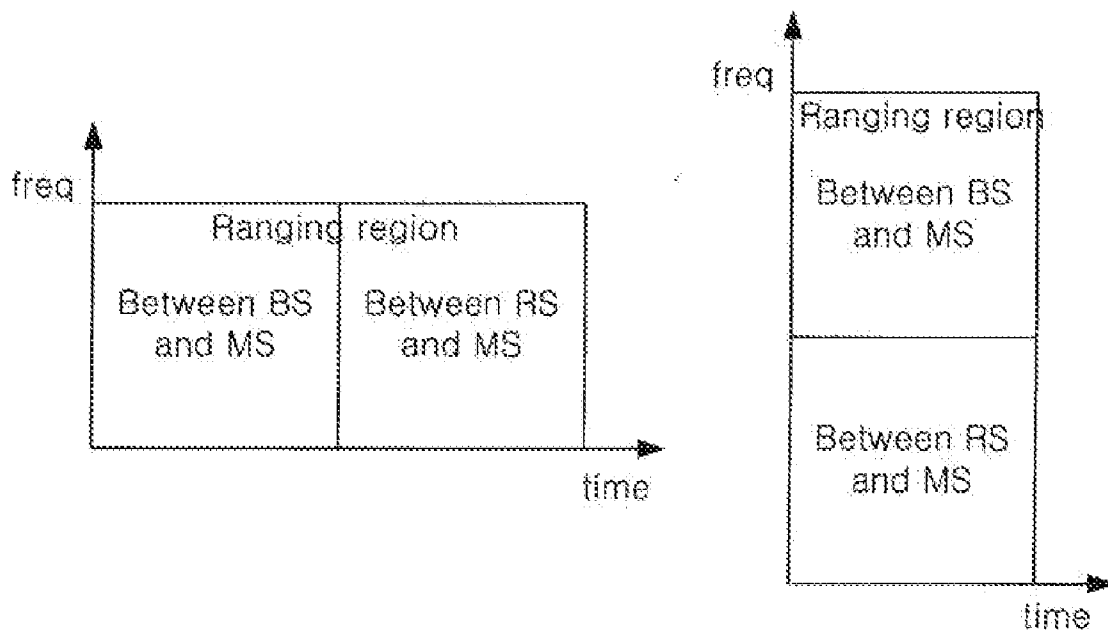 freq
Ranging region
Between BS
and MS
Between RS
and MS
time
freq
Ranging region
Between BS
and MS
Between RS
and MS
time